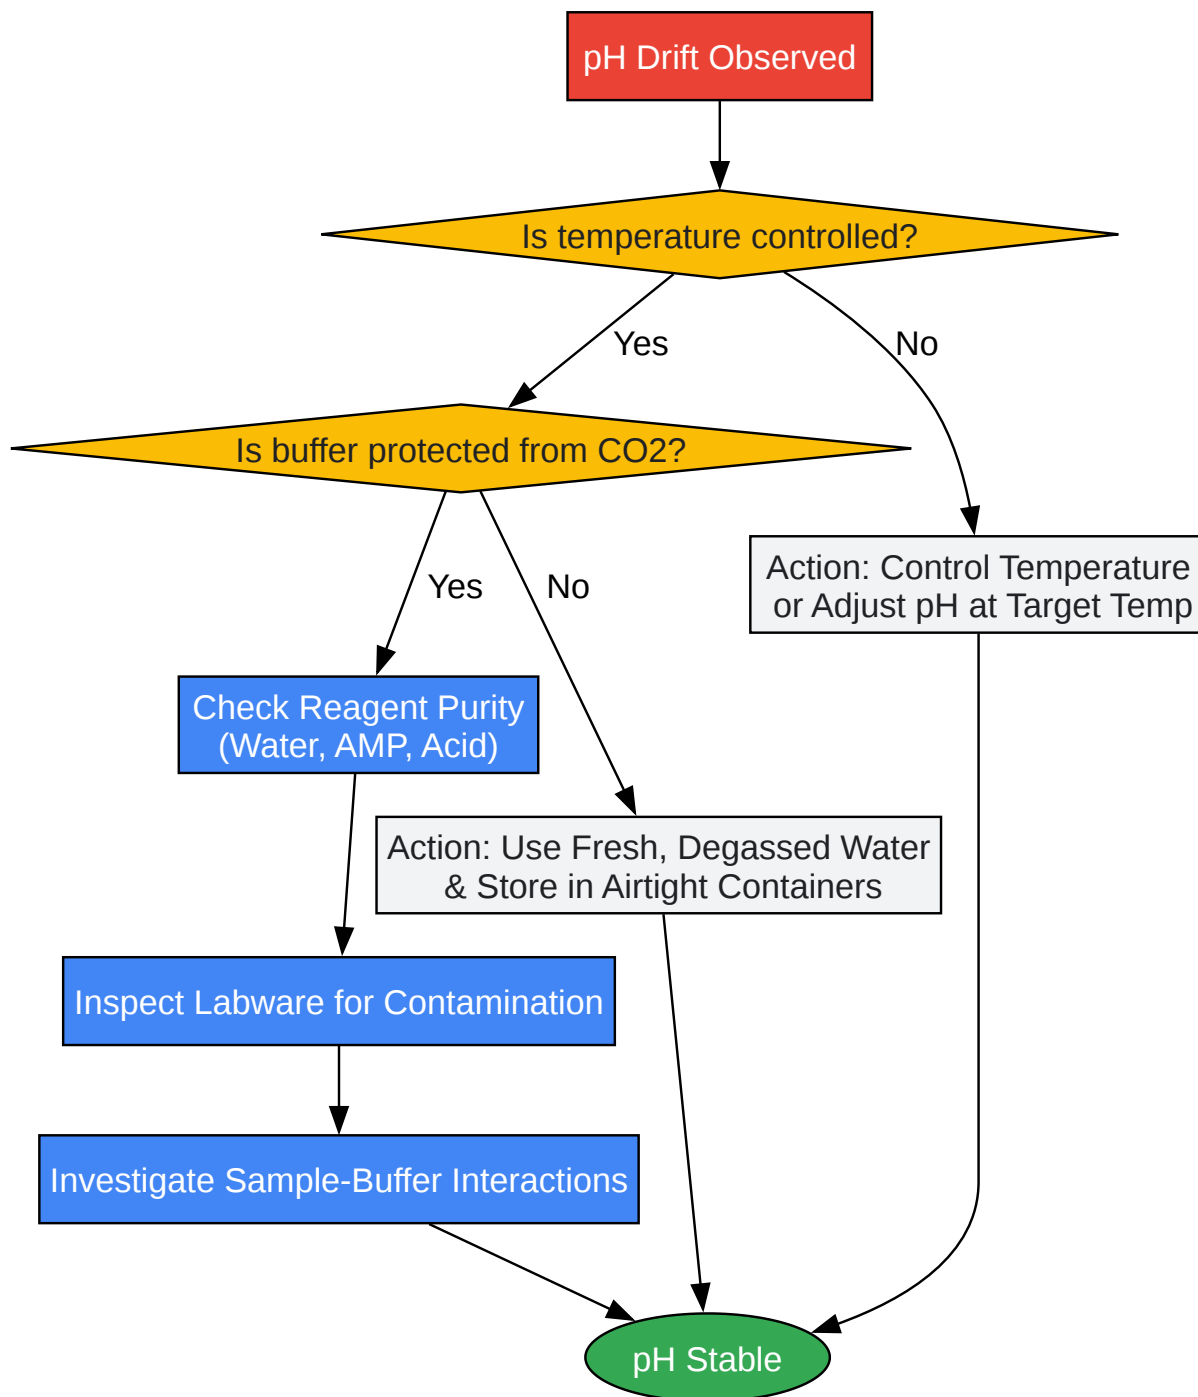 pH Drift Observed
Is temperature controlled?
Yes
No
Is buffer protected from CO2?
Yes
No
Action: Control Temperature
or Adjust pH at Target Temp
Check Reagent Purity
(Water, AMP, Acid)
Action: Use Fresh, Degassed Water
& Store in Airtight Containers
Inspect Labware for Contamination
Investigate Sample-Buffer Interactions
pH Stable